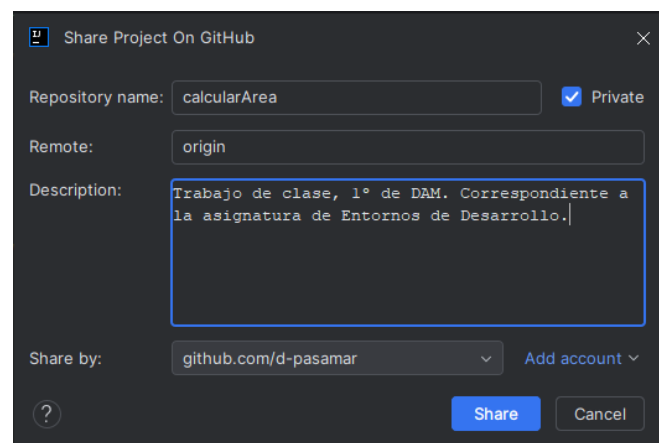 Share Project On GitHub
Repository name: calcularArea Private
Remote: origin
Description: Trabajo de clase, 1º de DAM. Correspondiente a
la asignatura de Entornos de Desarrollo.
Share by: github.com/d-pasamar Add account
? Share Cancel